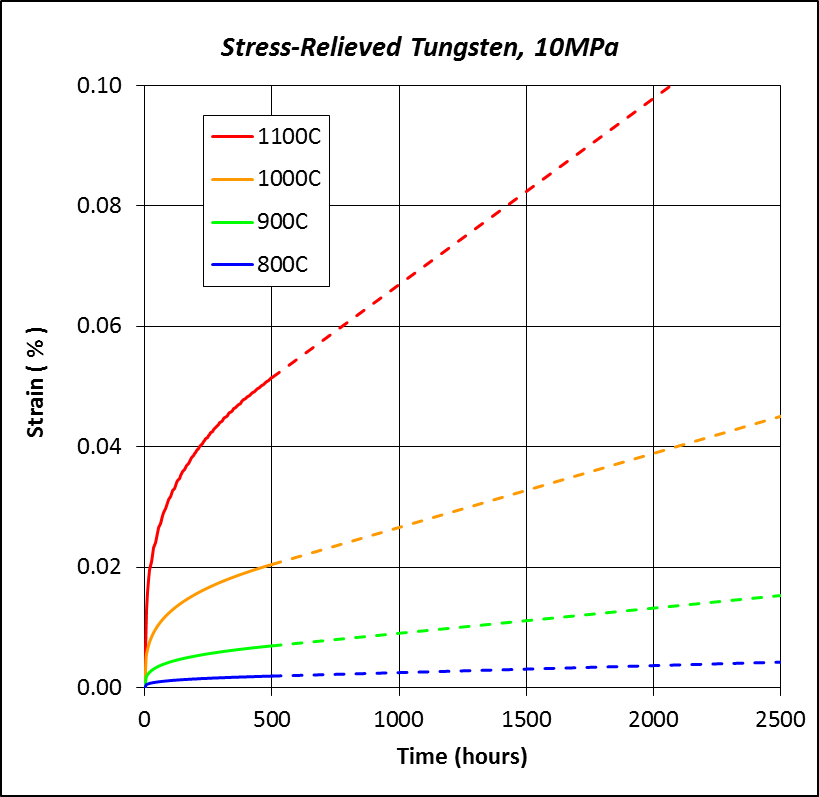 Stress-Relieved Tungsten, 10MPa
0.10
0.08
0.06
0.04
0.02
0.00
Strain ( % )
1100C
1000C
900C
800C
0 500 1000 1500 2000 2500
Time (hours)